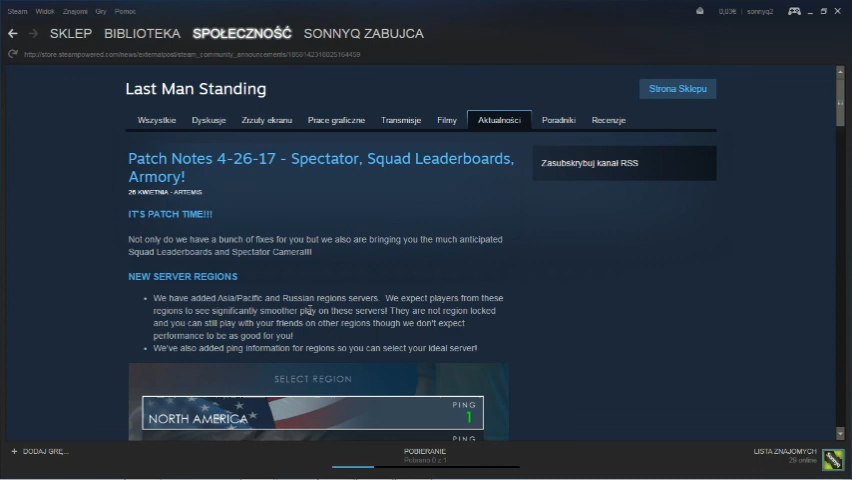 Steam Widok Znajomi Gry Pomoc 0,03€ sonnyq2
SKLEP BIBLIOTEKA SPOŁECZNOŚĆ SONNYQ ZABUJCA
Last Man Standing
Strona Sklepu
Wszystkie Dyskusje Zrzuty ekranu Prace graficzne Transmisje Filmy Aktualności Poradniki Recenzje
Patch Notes 4-26-17 - Spectator, Squad Leaderboards,
Armory!
Zasubskrybuj kanał RSS
26 KWIETNIA - ARTEMIS
IT'S PATCH TIME!!!
Not only do we have a bunch of fixes for you but we also are bringing you the much anticipated
Squad Leaderboards and Spectator Camera!!!
NEW SERVER REGIONS
We have added Asia/Pacific and Russian regions servers. We expect players from these
regions to see significantly smoother play on these servers! They are not region locked
and you can still play with your friends on other regions though we don't expect
performance to be as good for you!
We've also added ping information for regions so you can select your ideal server!
SELECT REGION
NORTH AMERICA
PING
1
PING
+ DODAJ GRĘ...
POBIERANIE
Pobrano 0 z 1
LISTA ZNAJOMYCH
29 online